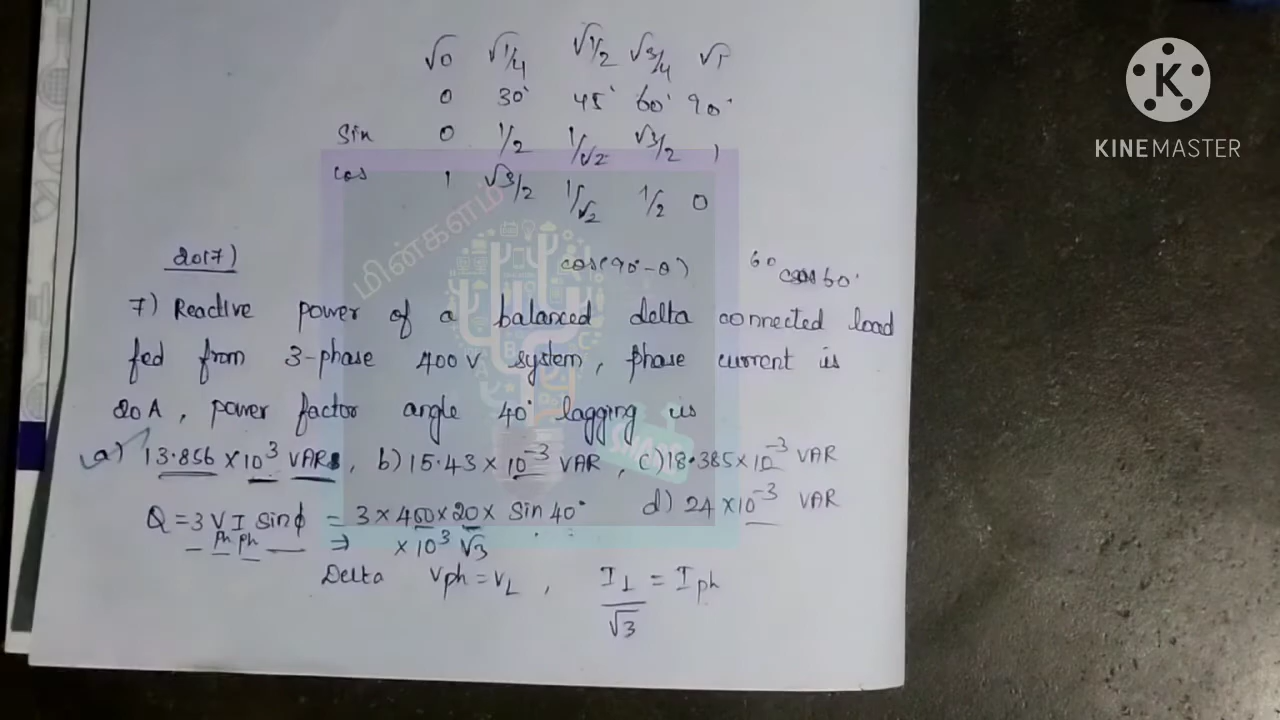 √0 √1/4 √1/2 √3/4 √1
0 30° 45° 60° 90°
Sin 0 1/2 1/√2 √3/2 1
cos 1 √3/2 1/√2 1/2 0
KINEMASTER
மின்களம்
2017)
cos(90°-θ) 60 cos60°
7) Reactive power of a balanced delta connected load
fed from 3-phase 400 V system, phase current is
20A, power factor angle 40° lagging is
a) 13.856 ×10^3 VAR, b) 15.43 × 10^-3 VAR, c) 18.385×10^-3 VAR
d) 24 ×10^-3 VAR
Q = 3 Vph Iph sinϕ = 3 × 400 × 20 × sin 40°
⇒ ×10^3 √3
Delta Vph = VL , IL/√3 = Iph